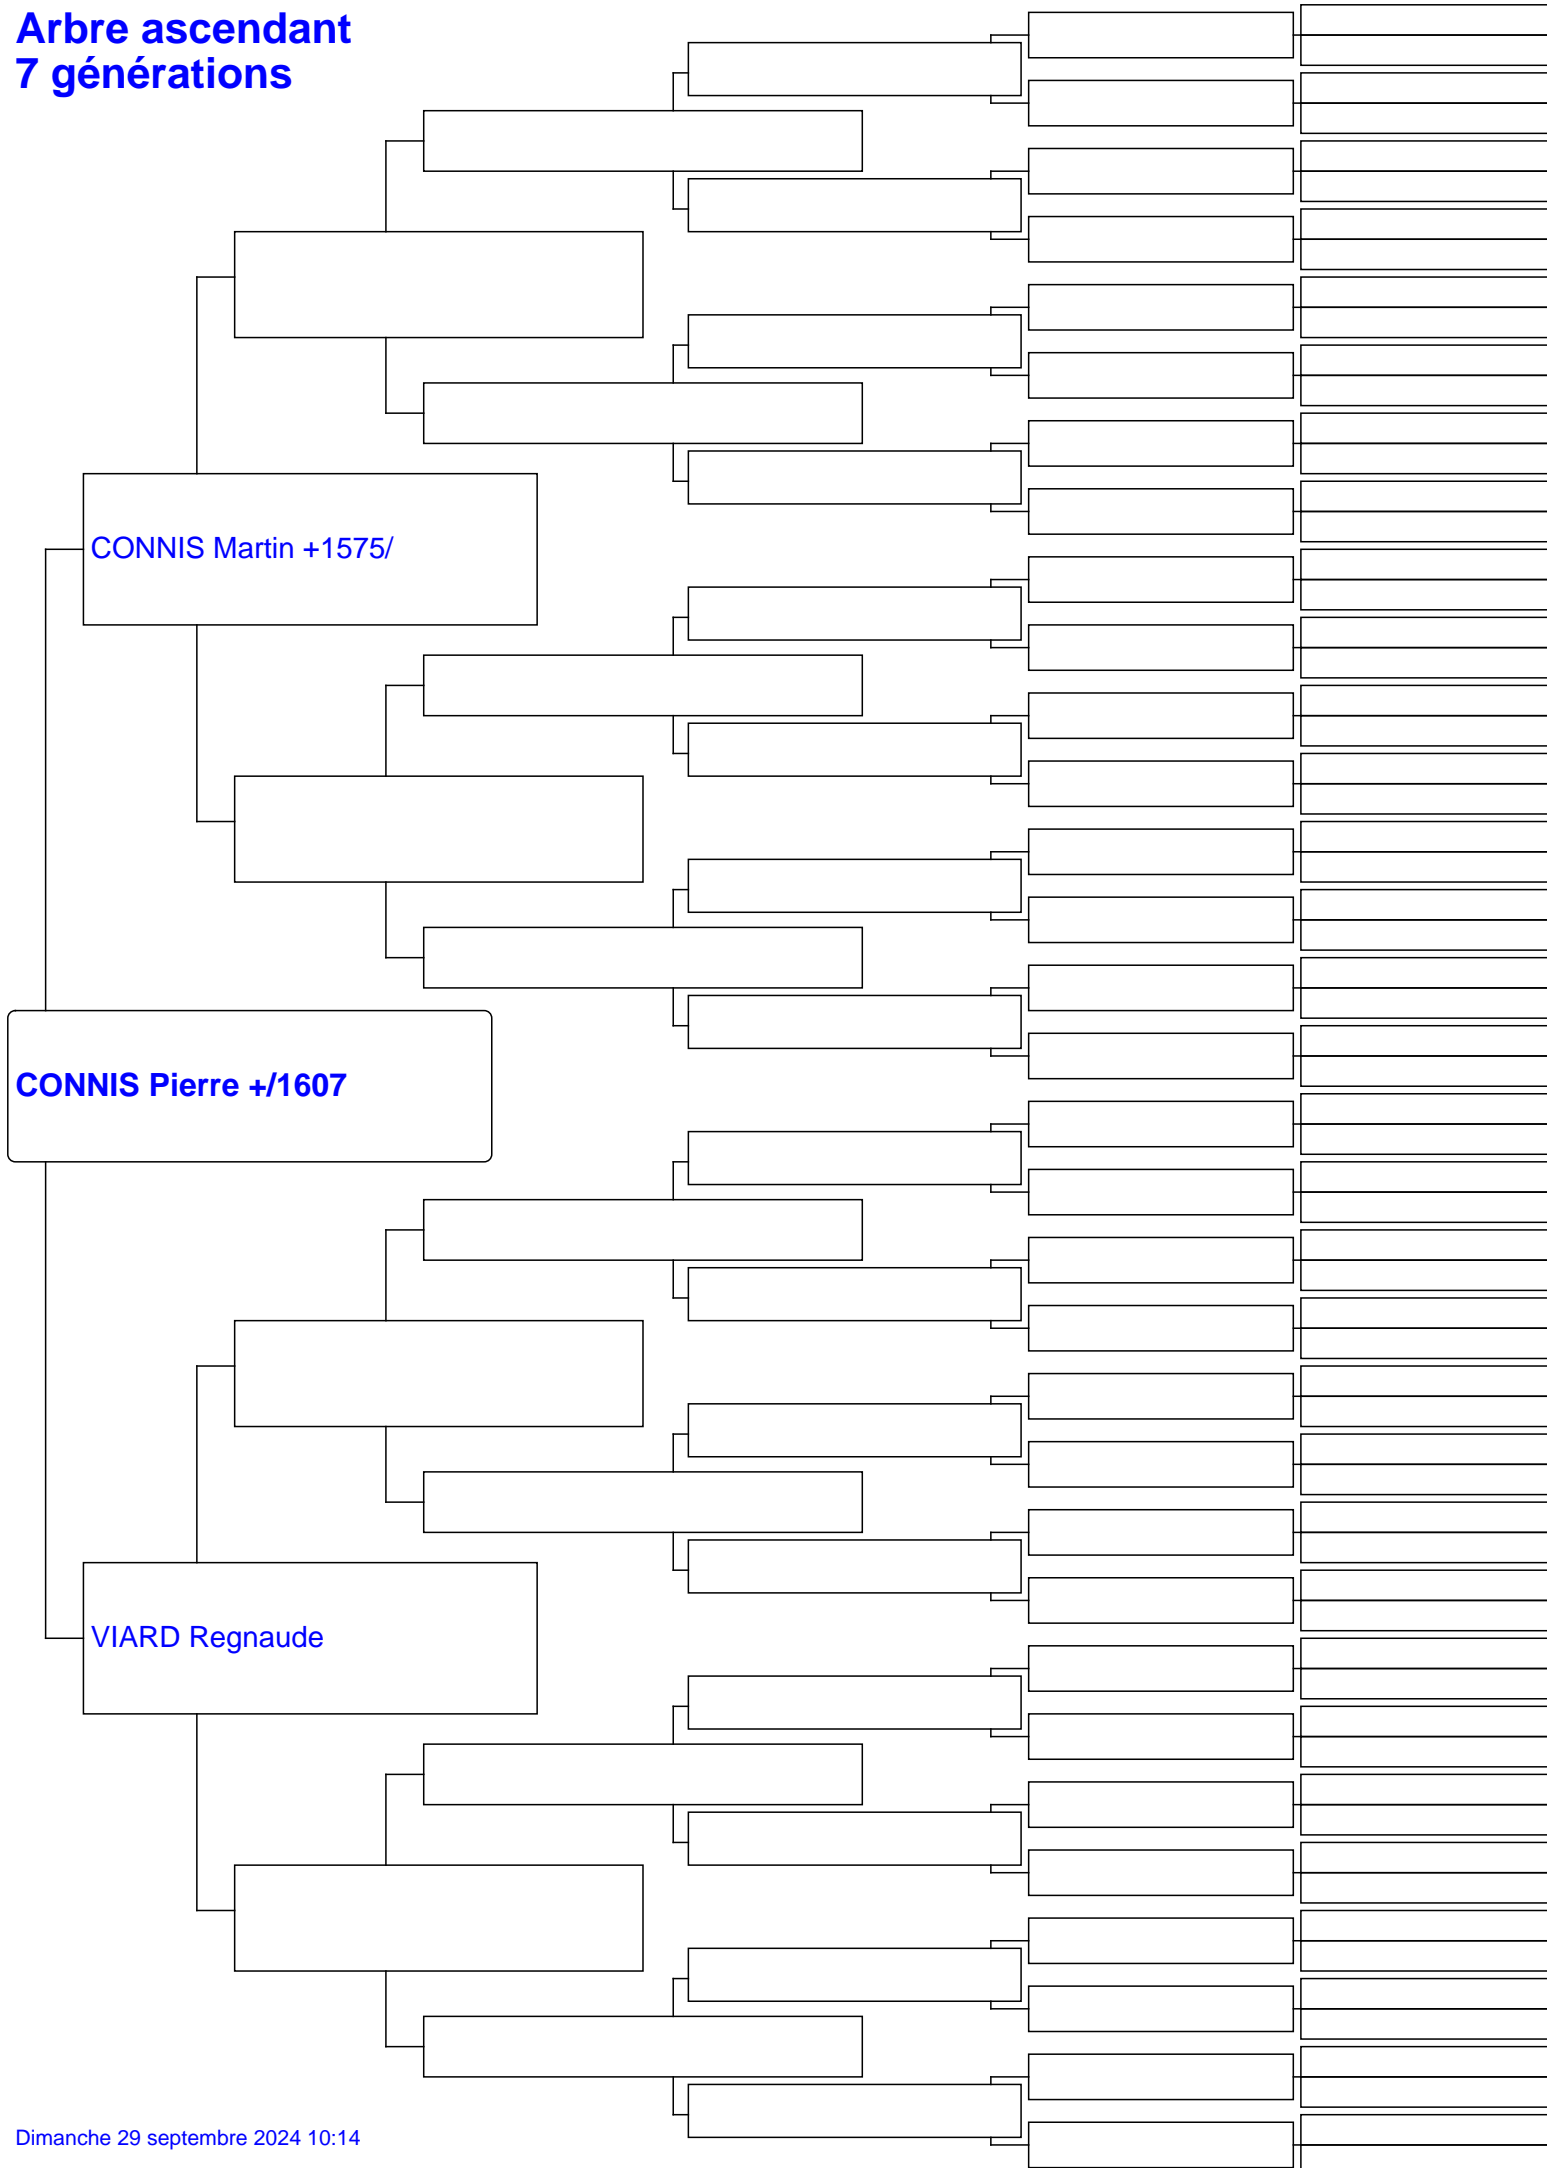 Arbre ascendant
7 générations
CONNIS Martin +1575/
CONNIS Pierre +/1607
VIARD Regnaude
Dimanche 29 septembre 2024 10:14